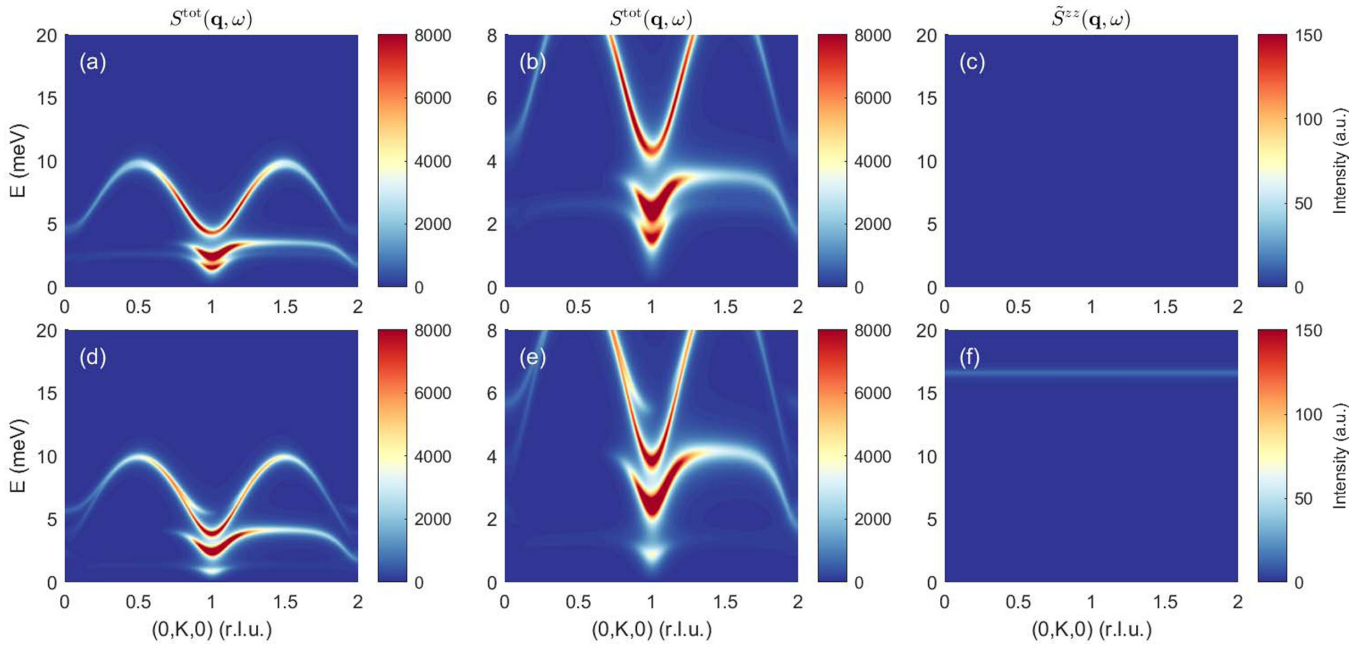 S^tot(q, ω) S^tot(q, ω) S̃^zz(q, ω)
20 8000 8 8000 20 150
(a) (b) (c)
15 6000 6 6000 15 100
10 4000 4 4000 10
5 2000 2 2000 5 50
0 0 0 0 0 0
E (meV) Intensity (a.u.)
0 0.5 1 1.5 2 0 0.5 1 1.5 2 0 0.5 1 1.5 2
20 8000 8 8000 20 150
(d) (e) (f)
15 6000 6 6000 15 100
10 4000 4 4000 10
5 2000 2 2000 5 50
0 0 0 0 0 0
E (meV) Intensity (a.u.)
0 0.5 1 1.5 2 0 0.5 1 1.5 2 0 0.5 1 1.5 2
(0,K,0) (r.l.u.) (0,K,0) (r.l.u.) (0,K,0) (r.l.u.)